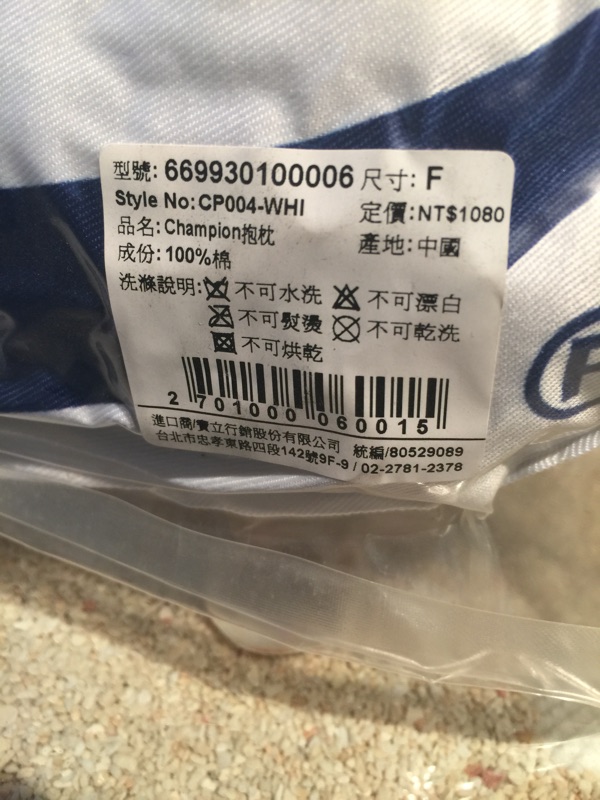 型號: 669930100006 尺寸: F
Style No: CP004-WHI 定價: NT$1080
品名: Champion抱枕 產地: 中國
成份: 100%棉
洗滌說明: 不可水洗 不可漂白
不可熨燙 不可乾洗
不可烘乾
2 701000 060015
進口商/寶立行銷股份有限公司 統編/80529089
台北市忠孝東路四段142號9F-9 / 02-2781-2378